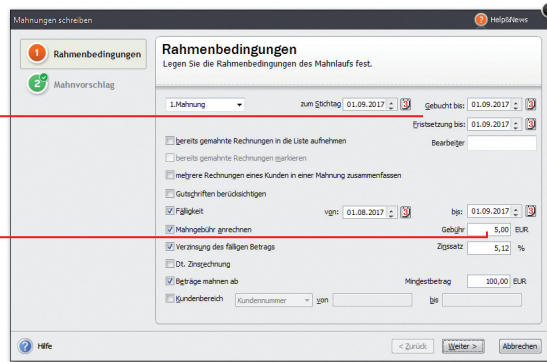 Mahnungen schreiben
Help&News
1 Rahmenbedingungen
2 Mahnvorschlag
Rahmenbedingungen
Legen Sie die Rahmenbedingungen des Mahnlaufs fest.
1.Mahnung zum Stichtag 01.09.2017 Gebucht bis: 01.09.2017
Fristsetzung bis: 01.09.2017
bereits gemahnte Rechnungen in die Liste aufnehmen Bearbeiter
bereits gemahnte Rechnungen markieren
mehrere Rechnungen eines Kunden in einer Mahnung zusammenfassen
Gutschriften berücksichtigen
Fälligkeit von: 01.08.2017 bis: 01.09.2017
Mahngebühr anrechnen Gebühr 5,00 EUR
Verzinsung des fälligen Betrags Zinssatz 5,12 %
Dt. Zinsrechnung
Beträge mahnen ab Mindestbetrag 100,00 EUR
Kundenbereich Kundennummer von bis
Hilfe < Zurück Weiter > Abbrechen